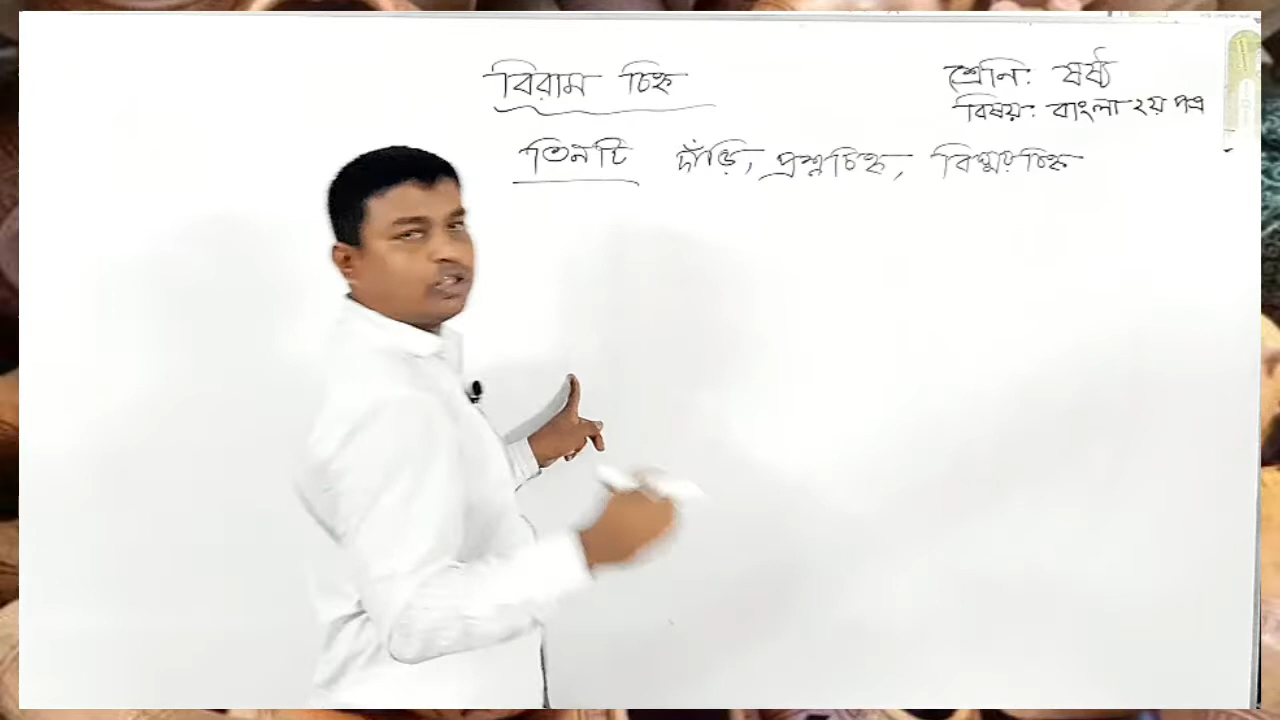 বিরাম চিহ্ন
শ্রেনি: ষষ্ঠ
বিষয়: বাংলা ২য় পত্র
তিনটি দাঁড়ি, প্রশ্নচিহ্ন, বিস্ময়চিহ্ন